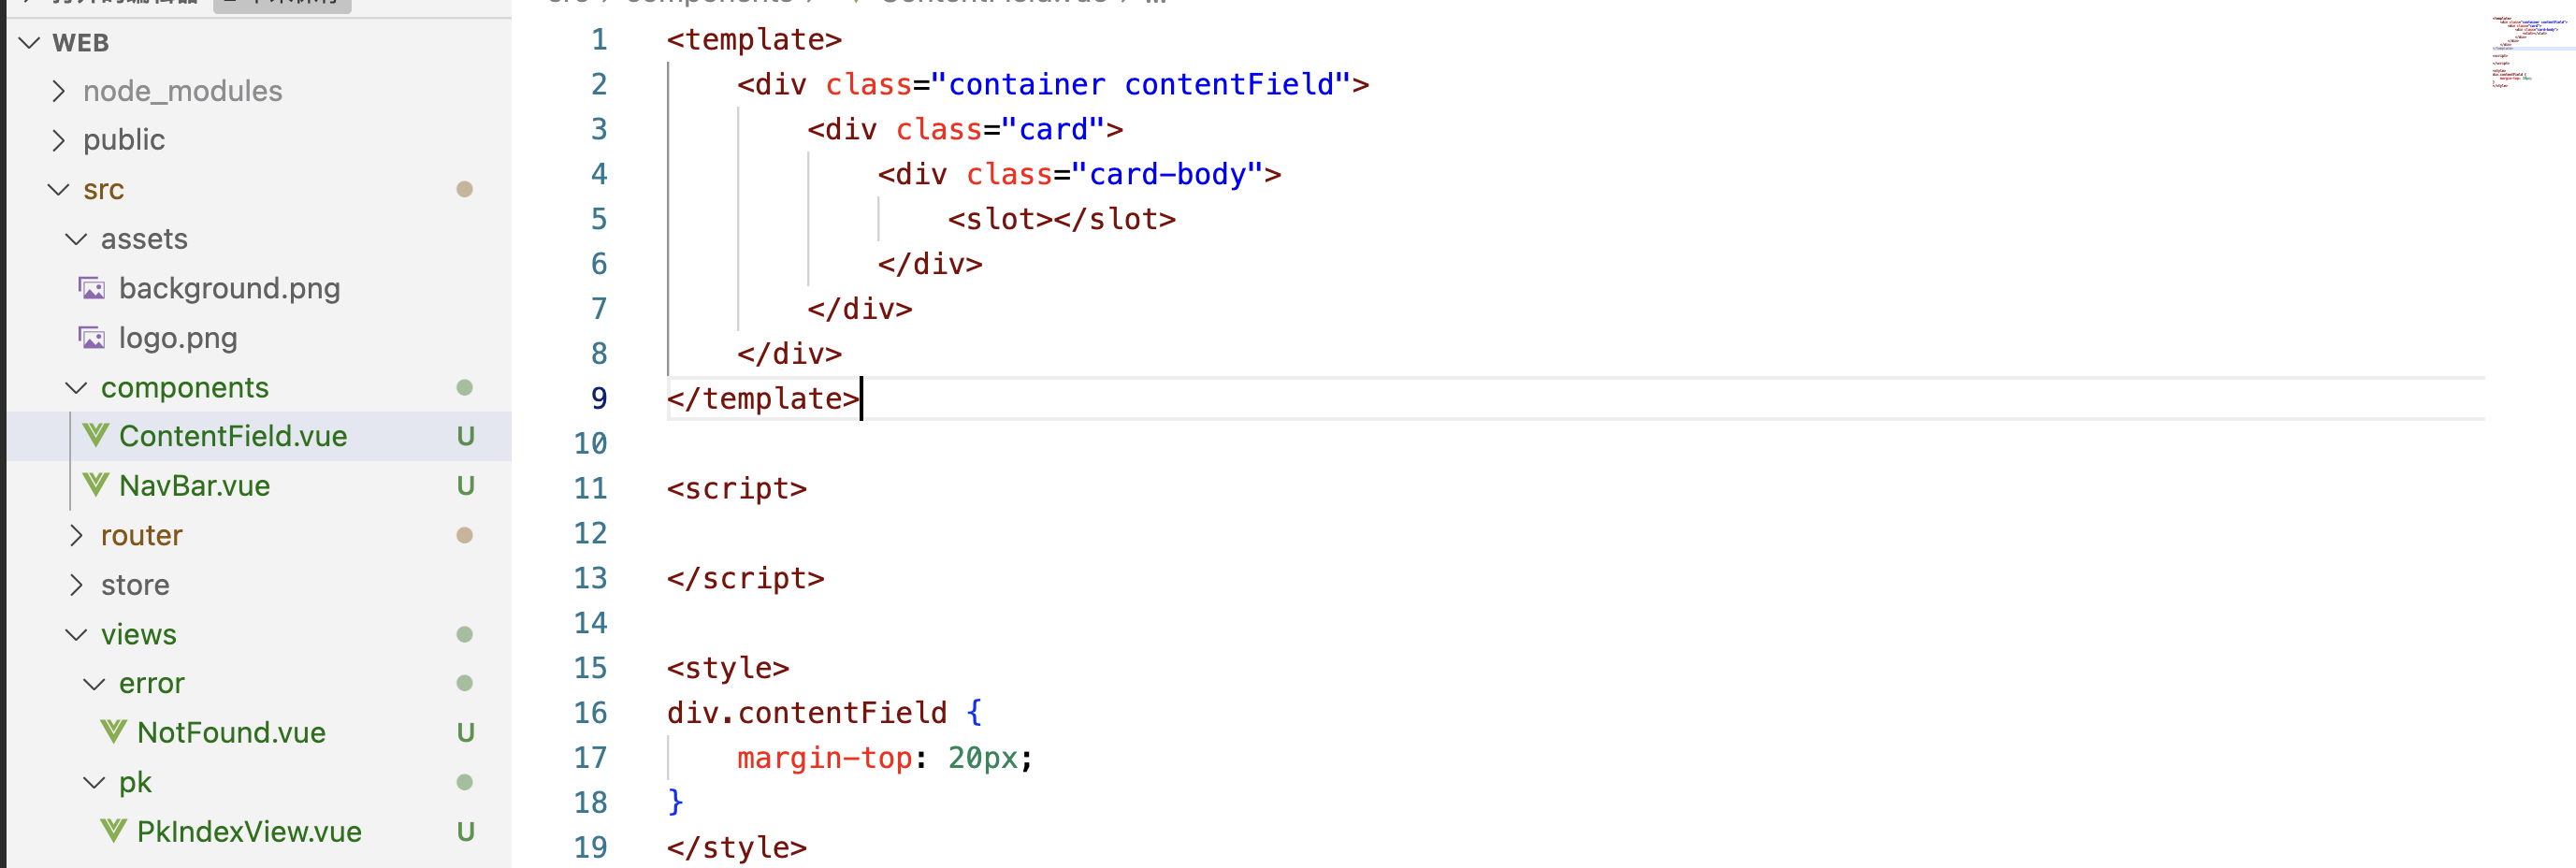 WEB
node_modules
public
src
assets
background.png
logo.png
components
ContentField.vue U
NavBar.vue U
router
store
views
error
NotFound.vue U
pk
PkIndexView.vue U
1 <template>
2     <div class="container contentField">
3         <div class="card">
4             <div class="card-body">
5                 <slot></slot>
6             </div>
7         </div>
8     </div>
9 </template>
10
11 <script>
12
13 </script>
14
15 <style>
16 div.contentField {
17     margin-top: 20px;
18 }
19 </style>